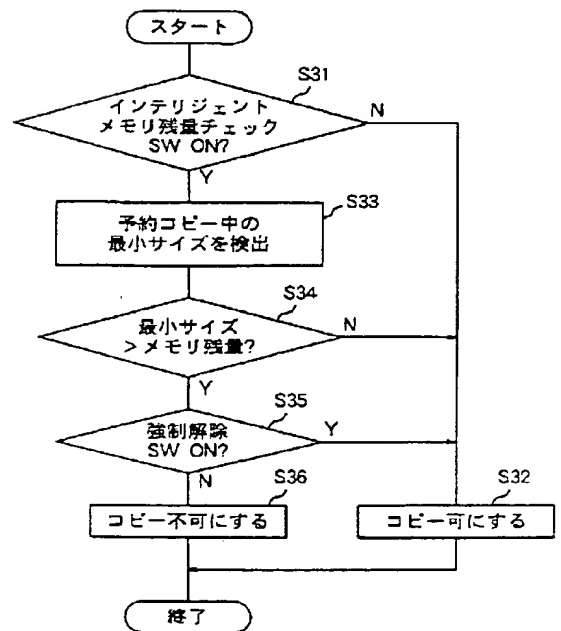 スタート
S31
インテリジェント
メモリ残量チェック
SW ON?
N
Y
S33
予約コピー中の
最小サイズを検出
S34
最小サイズ
>メモリ残量?
N
Y
S35
強制解除
SW ON?
Y
N
S36
コピー不可にする
S32
コピー可にする
終了